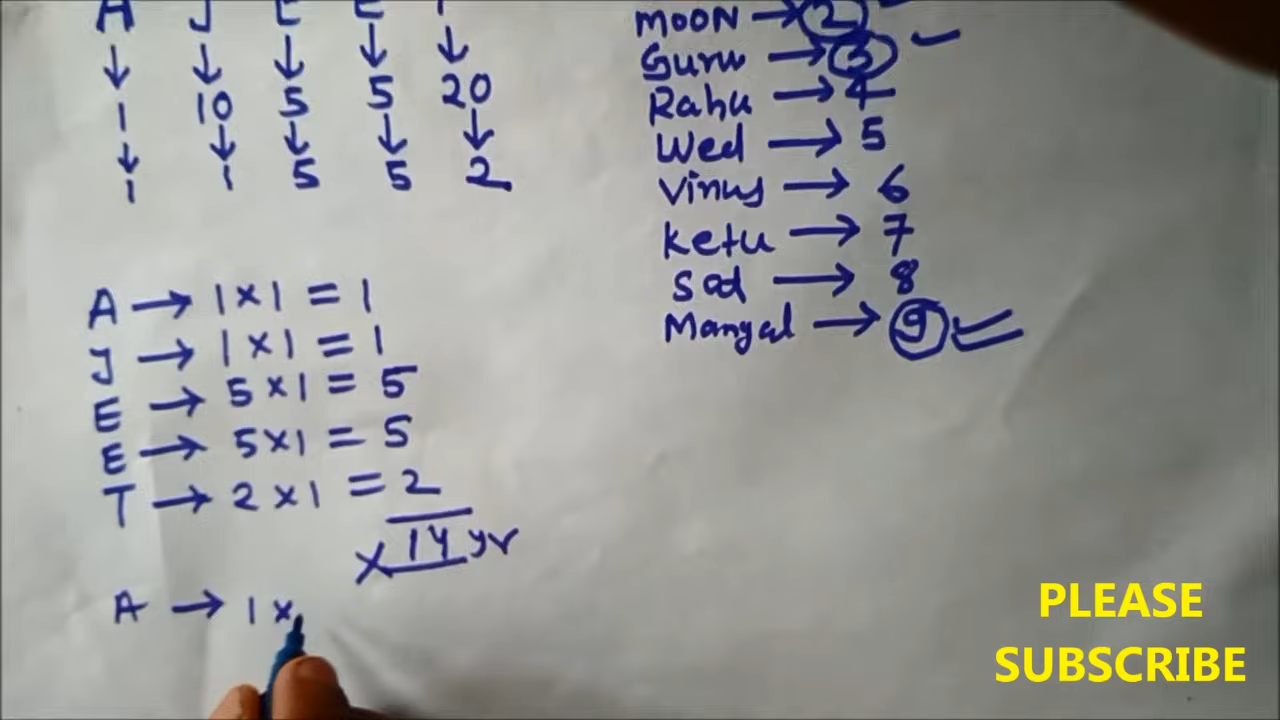 A J E E T
↓ ↓ ↓ ↓ ↓
1 10 5 5 20
↓ ↓ ↓ ↓ ↓
1 1 5 5 2
A → 1 × 1 = 1
J → 1 × 1 = 1
E → 5 × 1 = 5
E → 5 × 1 = 5
T → 2 × 1 = 2
× 14 yr
A → 1 ×
MOON → 2
Guru → 3
Rahu → 4
Wed → 5
Vinus → 6
Ketu → 7
Sad → 8
Mangal → 9
PLEASE
SUBSCRIBE